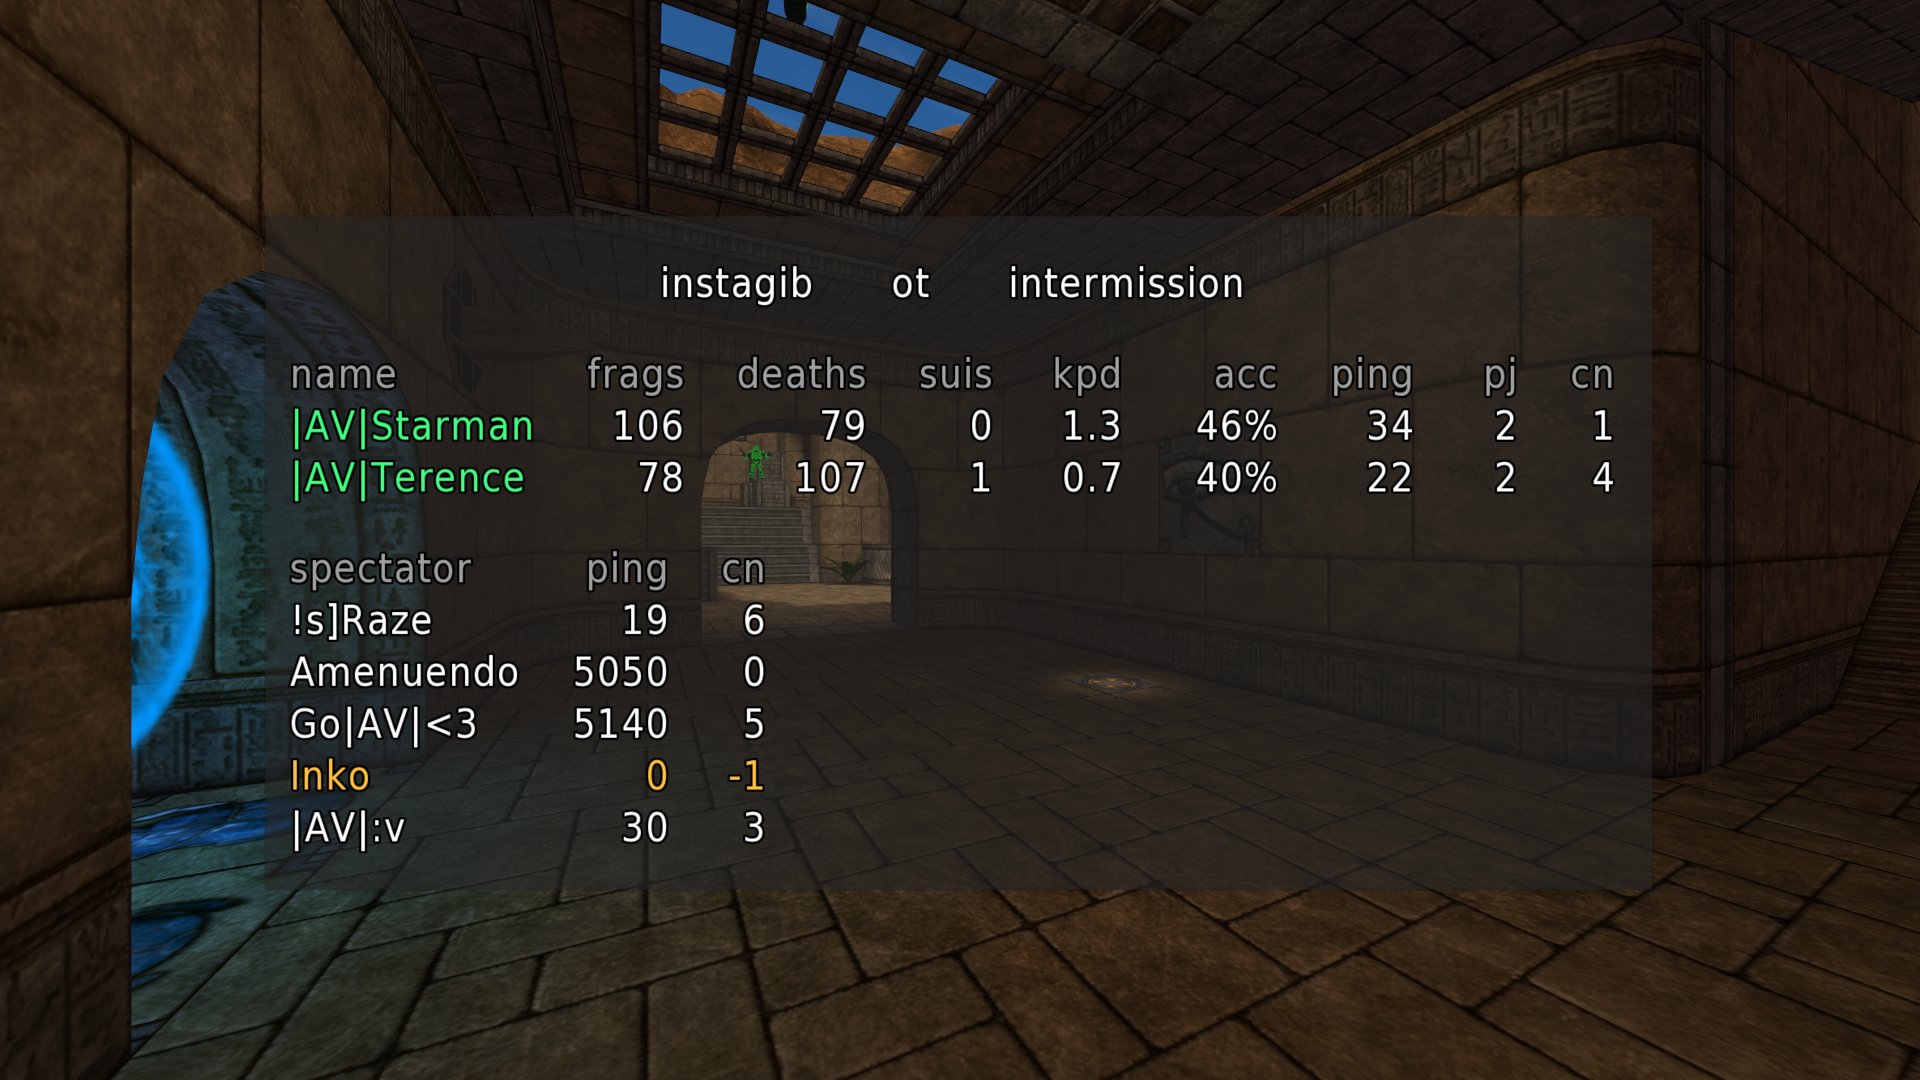 instagib ot intermission
name frags deaths suis kpd acc ping pj cn
|AV|Starman 106 79 0 1.3 46% 34 2 1
|AV|Terence 78 107 1 0.7 40% 22 2 4
spectator ping cn
!s]Raze 19 6
Amenuendo 5050 0
Go|AV|<3 5140 5
Inko 0 -1
|AV|:v 30 3